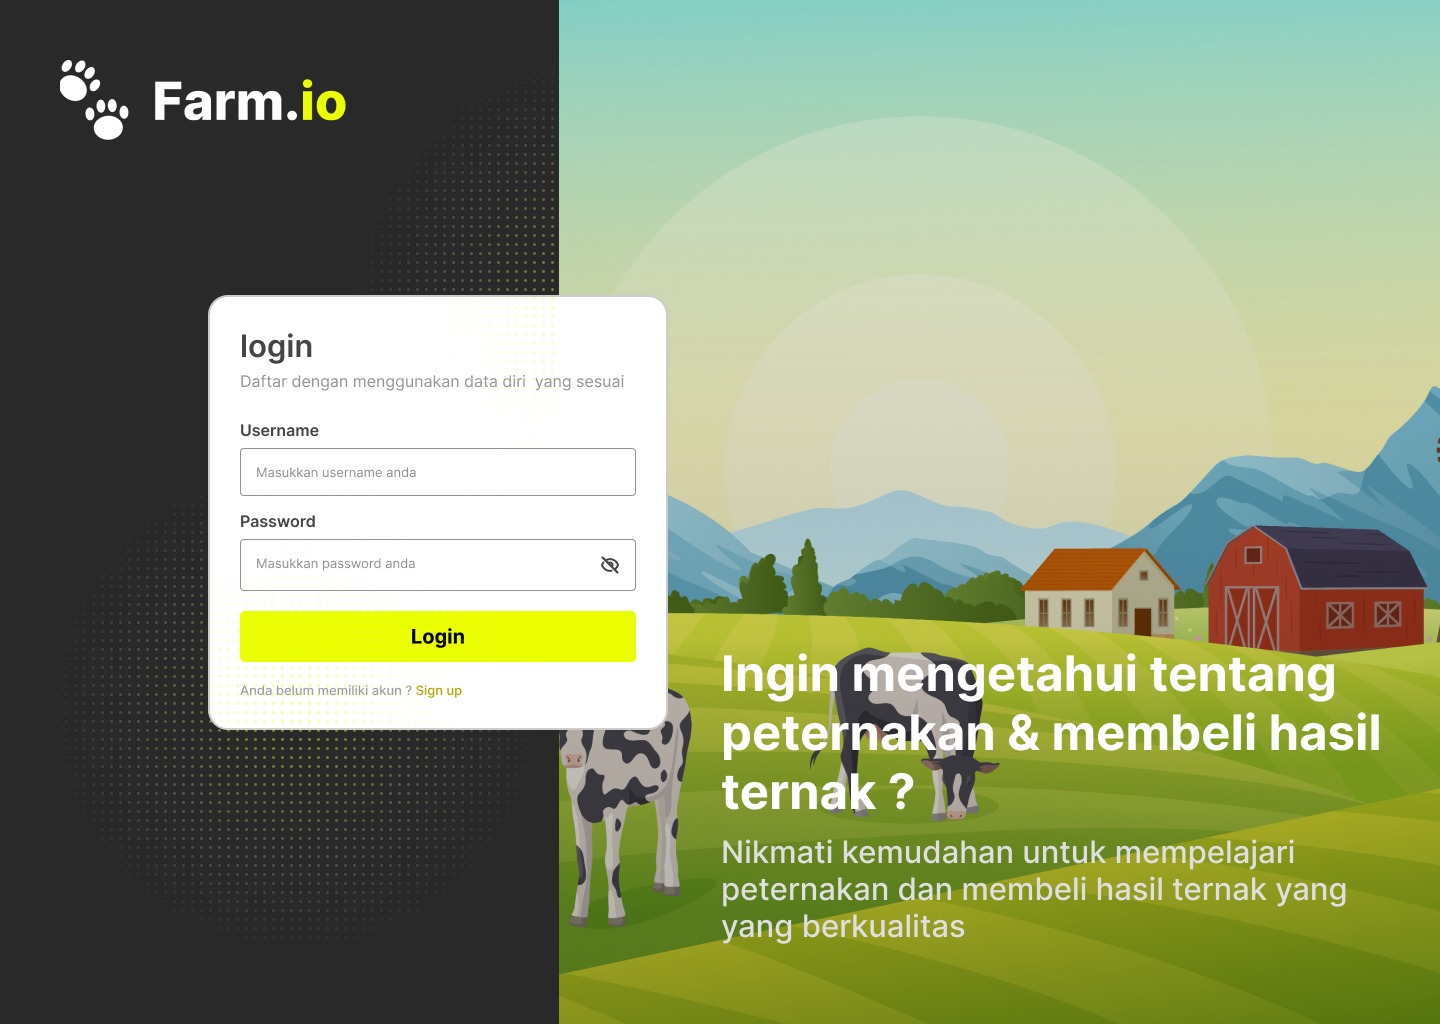 Farm.io
login
Daftar dengan menggunakan data diri  yang sesuai
Username
Masukkan username anda
Password
Masukkan password anda
Login
Anda belum memiliki akun ? Sign up
Ingin mengetahui tentang
peternakan & membeli hasil
ternak ?
Nikmati kemudahan untuk mempelajari
peternakan dan membeli hasil ternak yang
yang berkualitas